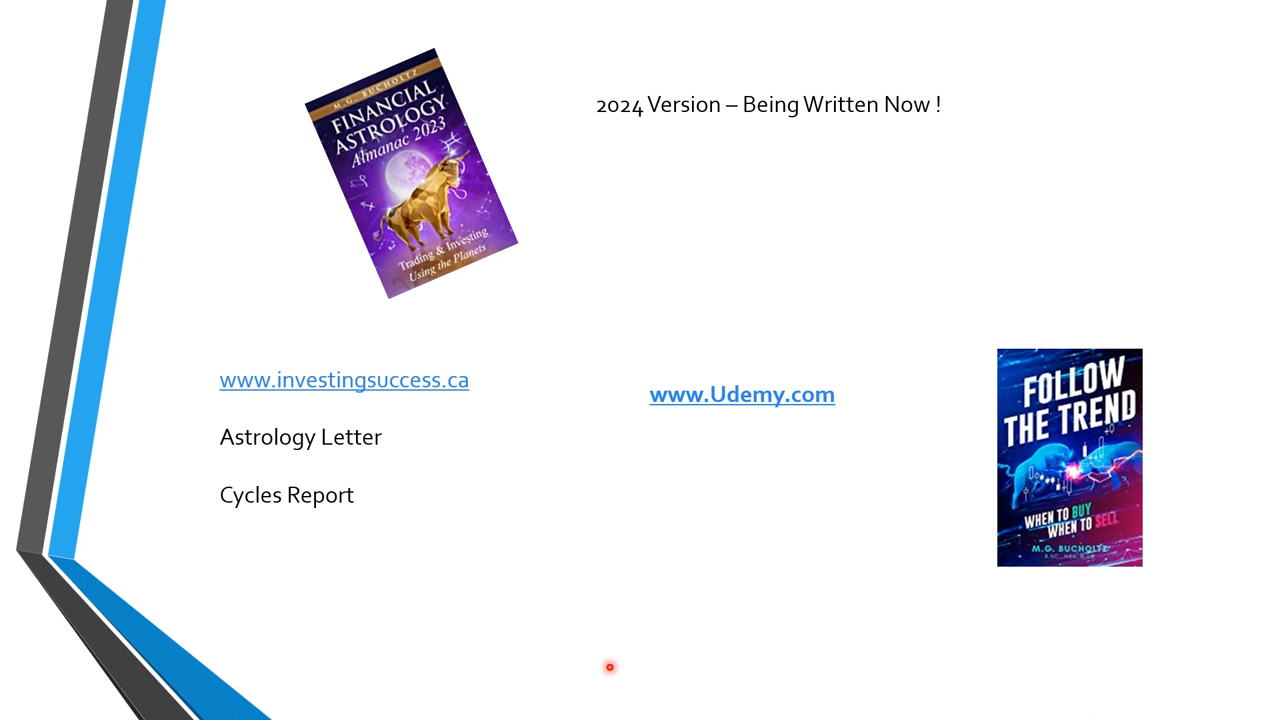 M.G. BUCHOLTZ
FINANCIAL
ASTROLOGY
Almanac 2023
Trading & Investing
Using the Planets
2024 Version – Being Written Now !
www.investingsuccess.ca
Astrology Letter
Cycles Report
www.Udemy.com
FOLLOW
THE TREND
WHEN TO BUY
WHEN TO SELL
M.G. BUCHOLTZ